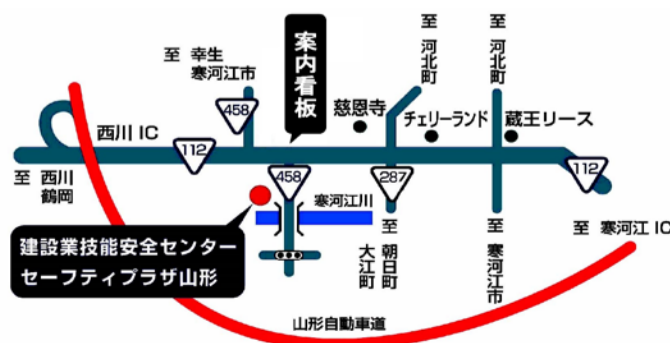 案内看板
至 幸生
寒河江市
至 河北町
至 河北町
458
慈恩寺
チェリーランド
蔵王リース
西川 IC
112
458
287
112
至 西川
鶴岡
寒河江川
至 朝日町
大江町
至 寒河江市
至 寒河江 IC
建設業技能安全センター
セーフティプラザ山形
山形自動車道